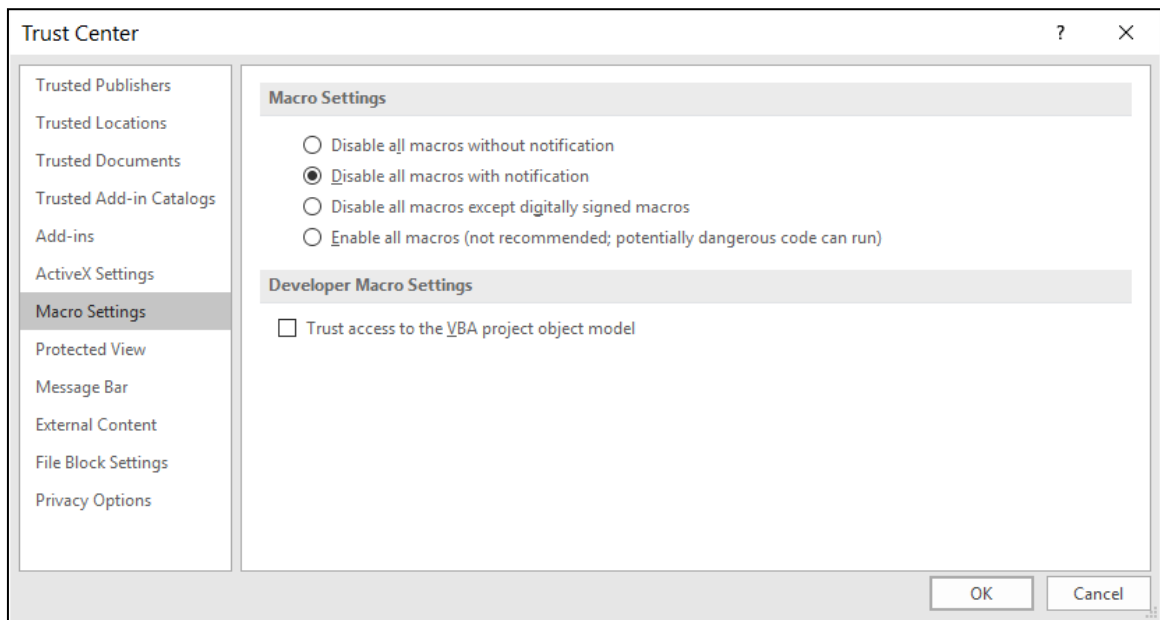 Trust Center
?
Trusted Publishers
Trusted Locations
Trusted Documents
Trusted Add-in Catalogs
Add-ins
ActiveX Settings
Macro Settings
Protected View
Message Bar
External Content
File Block Settings
Privacy Options
Macro Settings
Disable all macros without notification
Disable all macros with notification
Disable all macros except digitally signed macros
Enable all macros (not recommended; potentially dangerous code can run)
Developer Macro Settings
Trust access to the VBA project object model
OK
Cancel